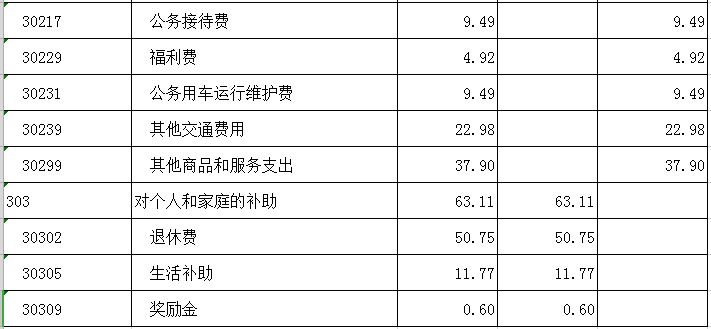 30217 公务接待费 9.49 9.49
30229 福利费 4.92 4.92
30231 公务用车运行维护费 9.49 9.49
30239 其他交通费用 22.98 22.98
30299 其他商品和服务支出 37.90 37.90
303 对个人和家庭的补助 63.11 63.11
30302 退休费 50.75 50.75
30305 生活补助 11.77 11.77
30309 奖励金 0.60 0.60